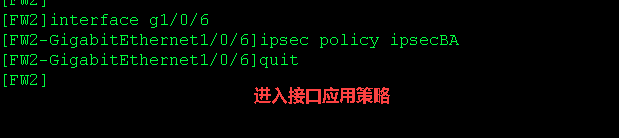 [FW2]
[FW2]interface g1/0/6
[FW2-GigabitEthernet1/0/6]ipsec policy ipsecBA
[FW2-GigabitEthernet1/0/6]quit
[FW2]
进入接口应用策略